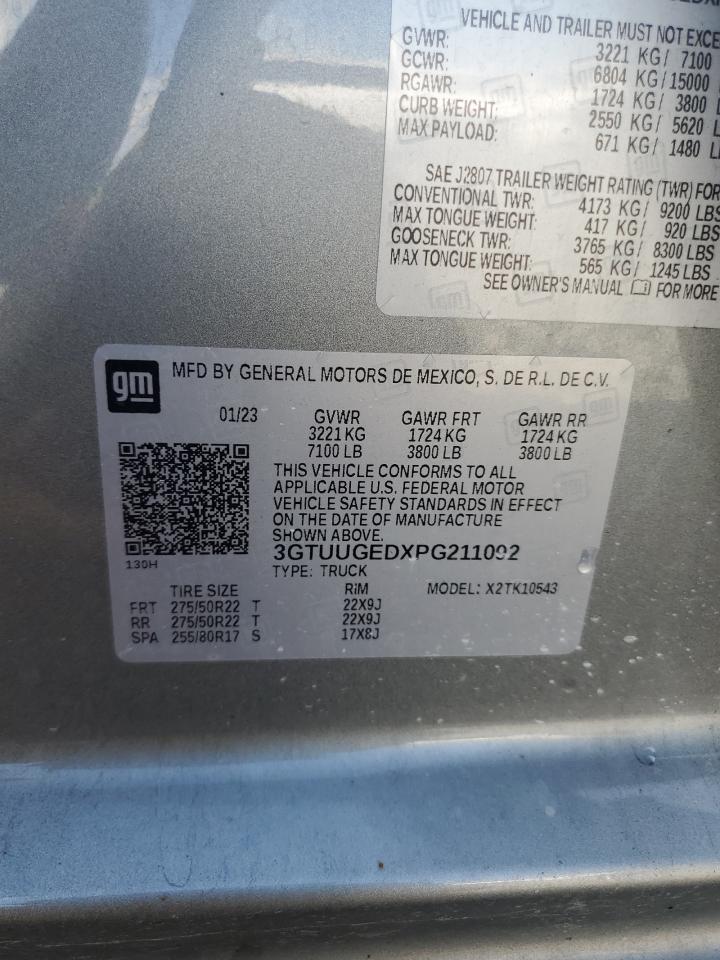 VEHICLE AND TRAILER MUST NOT EXCE
GVWR: 3221 KG/ 7100
GCWR: 6804 KG/15000
RGAWR: 1724 KG/ 3800 L
CURB WEIGHT: 2550 KG/ 5620 L
MAX PAYLOAD: 671 KG/ 1480 L
SAE J2807 TRAILER WEIGHT RATING (TWR) FOR
CONVENTIONAL TWR: 4173 KG/ 9200 LBS
MAX TONGUE WEIGHT: 417 KG/ 920 LBS
GOOSENECK TWR: 3765 KG/ 8300 LBS
MAX TONGUE WEIGHT: 565 KG/ 1245 LBS
SEE OWNER'S MANUAL FOR MORE
gm MFD BY GENERAL MOTORS DE MEXICO, S. DE R.L. DE C.V.
01/23 GVWR GAWR FRT GAWR RR
3221 KG 1724 KG 1724 KG
7100 LB 3800 LB 3800 LB
THIS VEHICLE CONFORMS TO ALL
APPLICABLE U.S. FEDERAL MOTOR
VEHICLE SAFETY STANDARDS IN EFFECT
ON THE DATE OF MANUFACTURE
SHOWN ABOVE.
3GTUUGEDXPG211092
130H
TYPE: TRUCK
TIRE SIZE RIM MODEL: X2TK10543
FRT 275/50R22 T 22X9J
RR 275/50R22 T 22X9J
SPA 255/80R17 S 17X8J